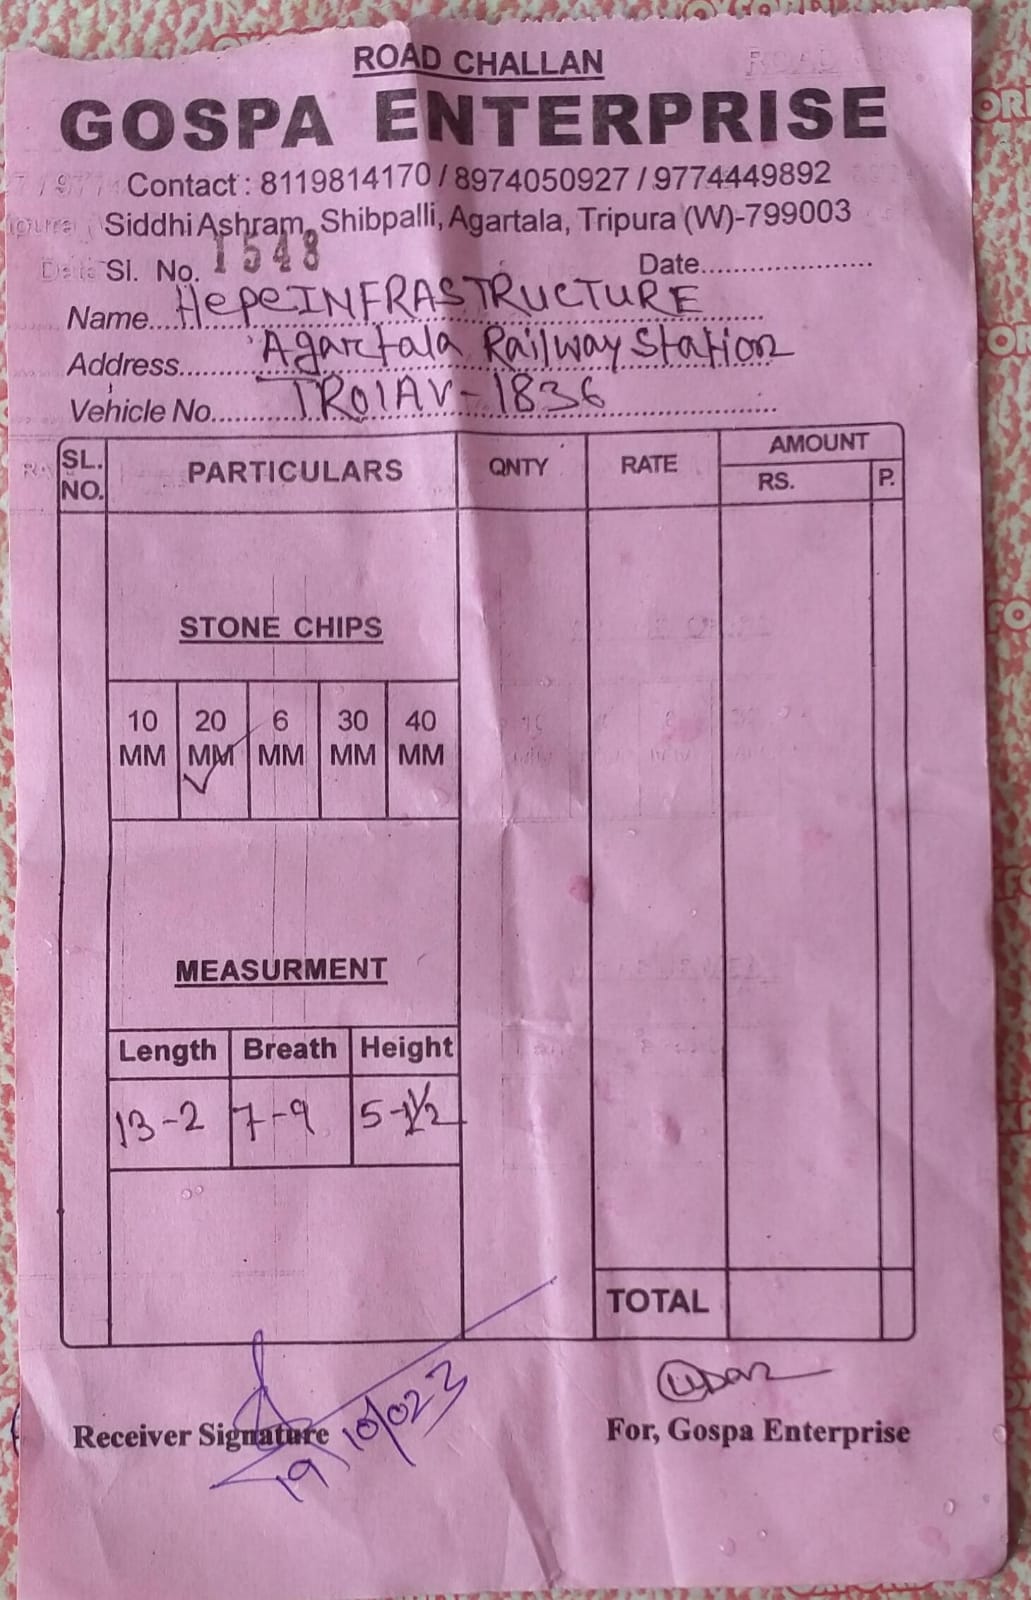 ROAD CHALLAN
GOSPA ENTERPRISE
Contact : 8119814170 / 8974050927 / 9774449892
Siddhi Ashram, Shibpalli, Agartala, Tripura (W)-799003
Sl. No. 1548 Date....................
Name....HepeINFRASTRUCTURE
Address....Agartala Railway Station
Vehicle No....TR01AV-1836
SL. NO. PARTICULARS QNTY RATE AMOUNT
RS. P.
STONE CHIPS
10 MM 20 MM ✓ 6 MM 30 MM 40 MM
MEASURMENT
Length Breath Height
13-2 7-9 5-1½
TOTAL
Receiver Signature For, Gospa Enterprise
19/10/023